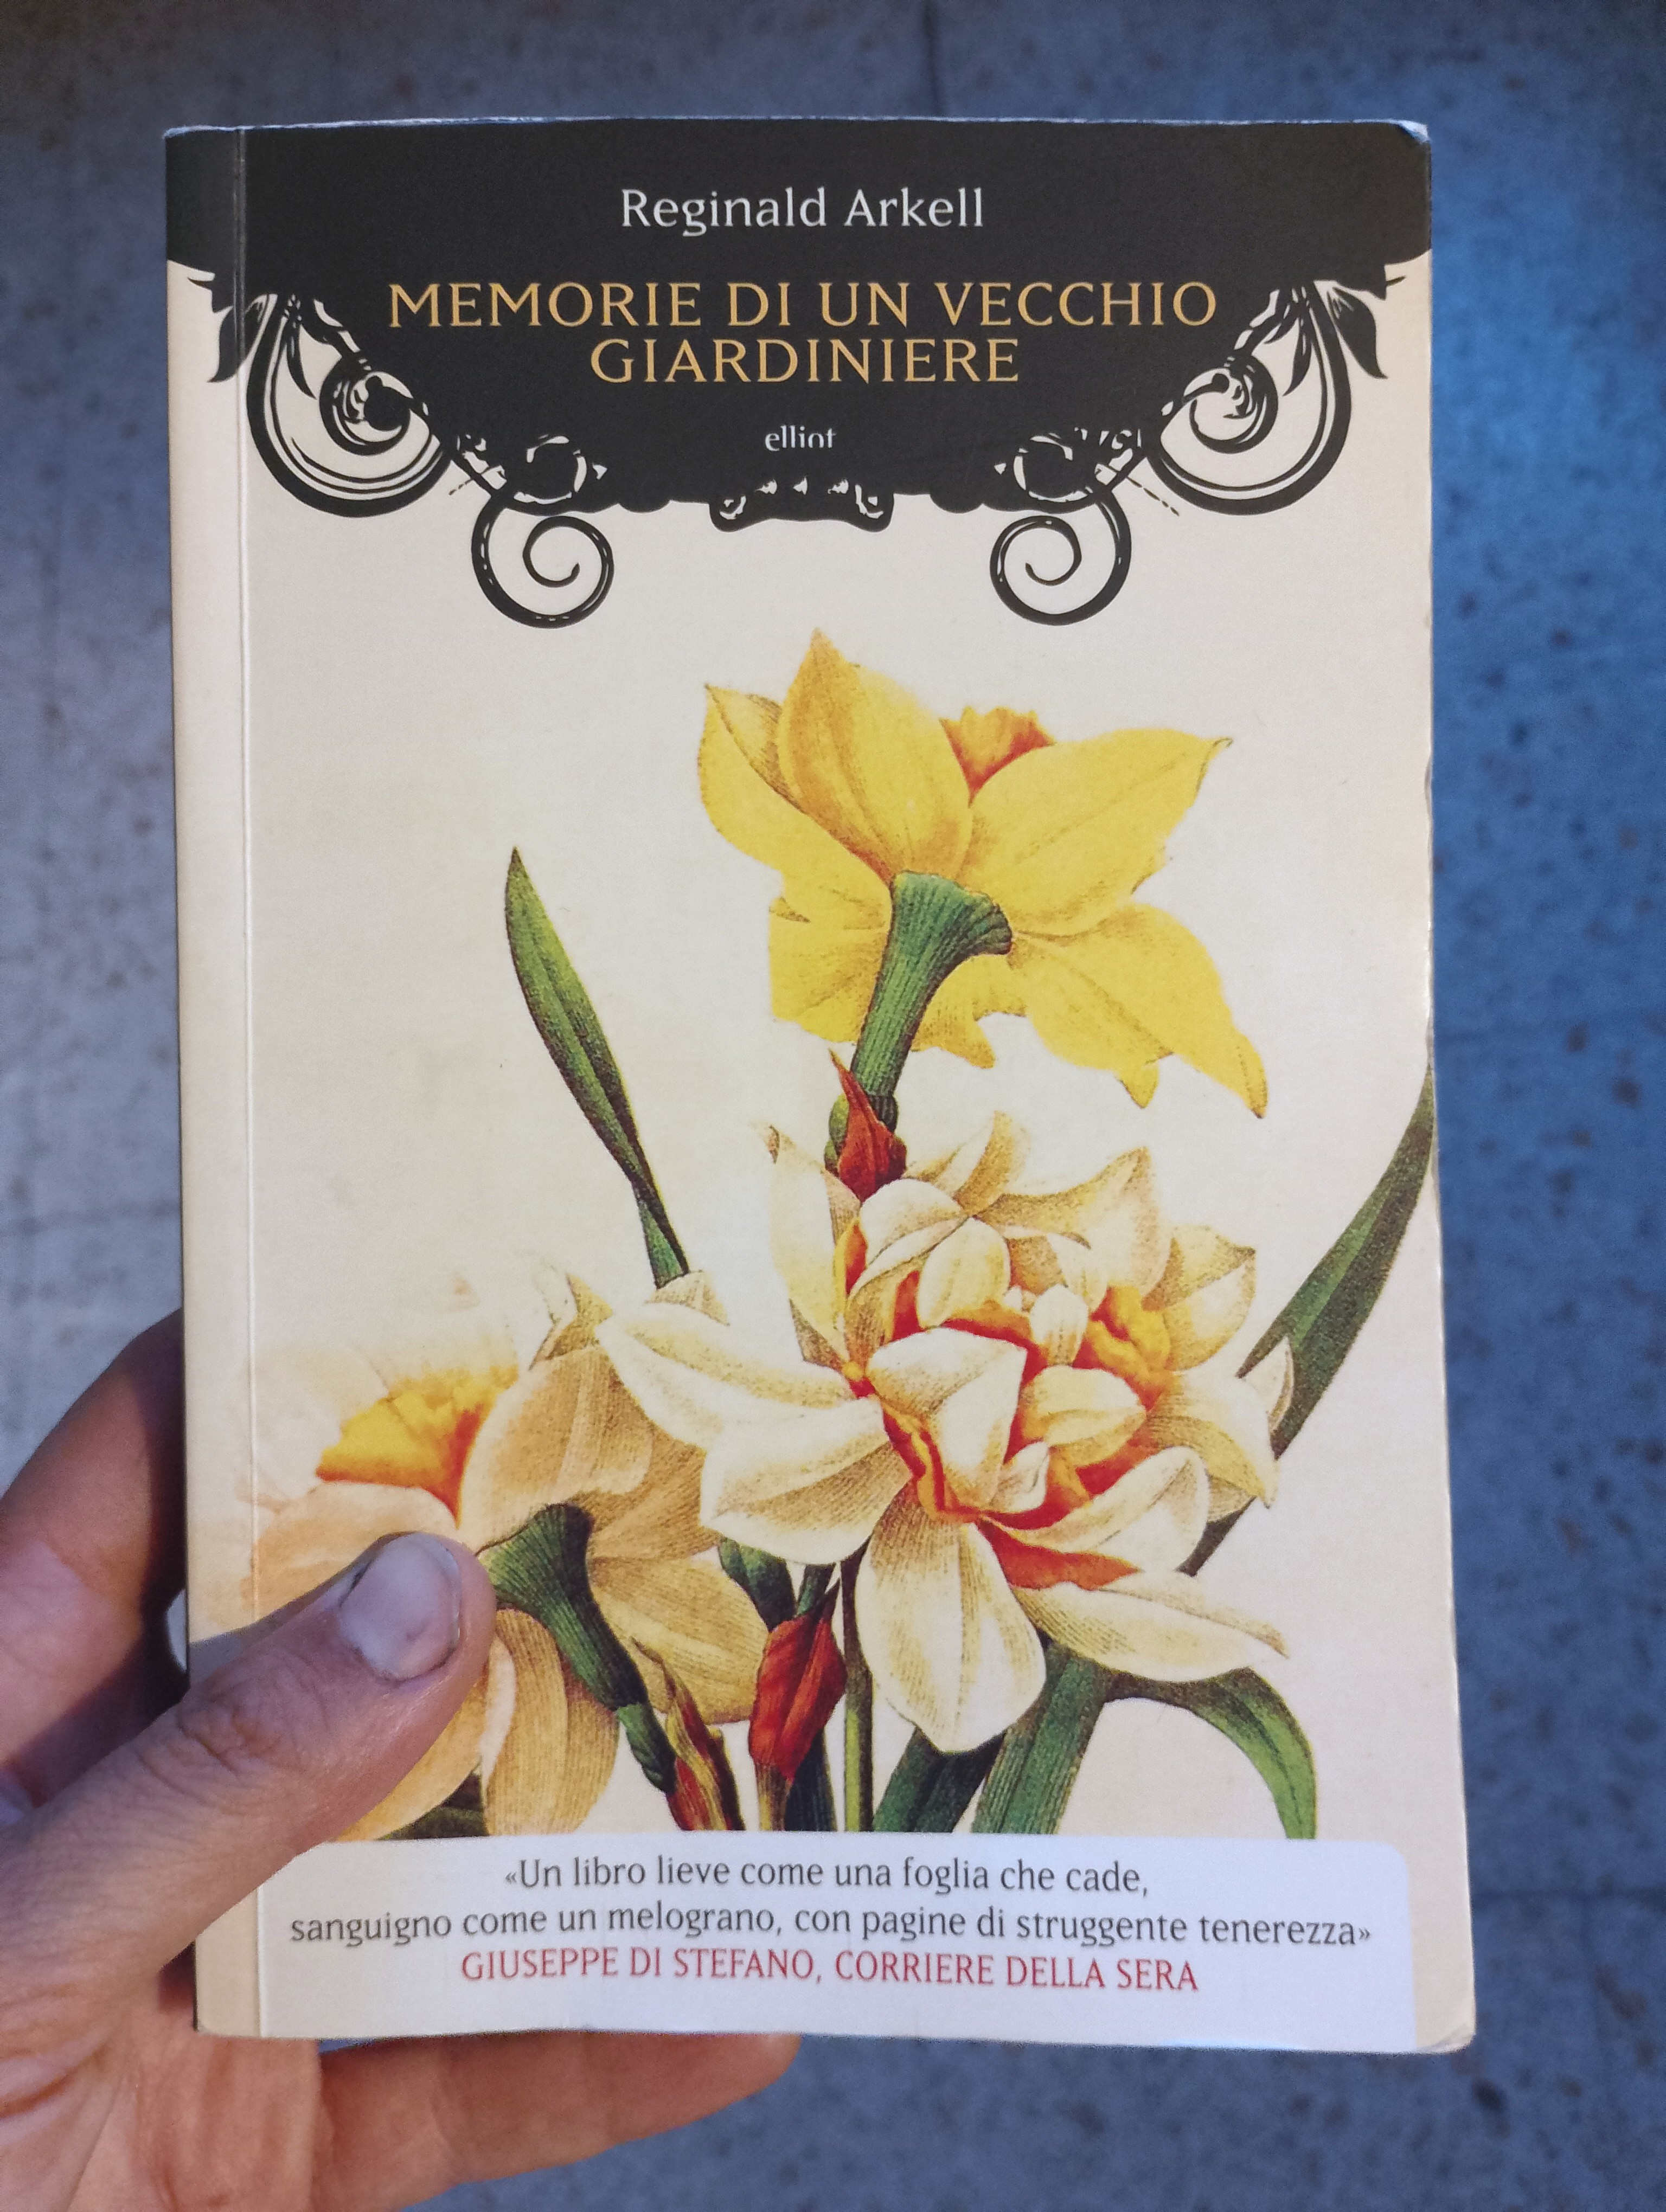 Reginald Arkell
MEMORIE DI UN VECCHIO
GIARDINIERE
elliot
«Un libro lieve come una foglia che cade,
sanguigno come un melograno, con pagine di struggente tenerezza»
GIUSEPPE DI STEFANO, CORRIERE DELLA SERA